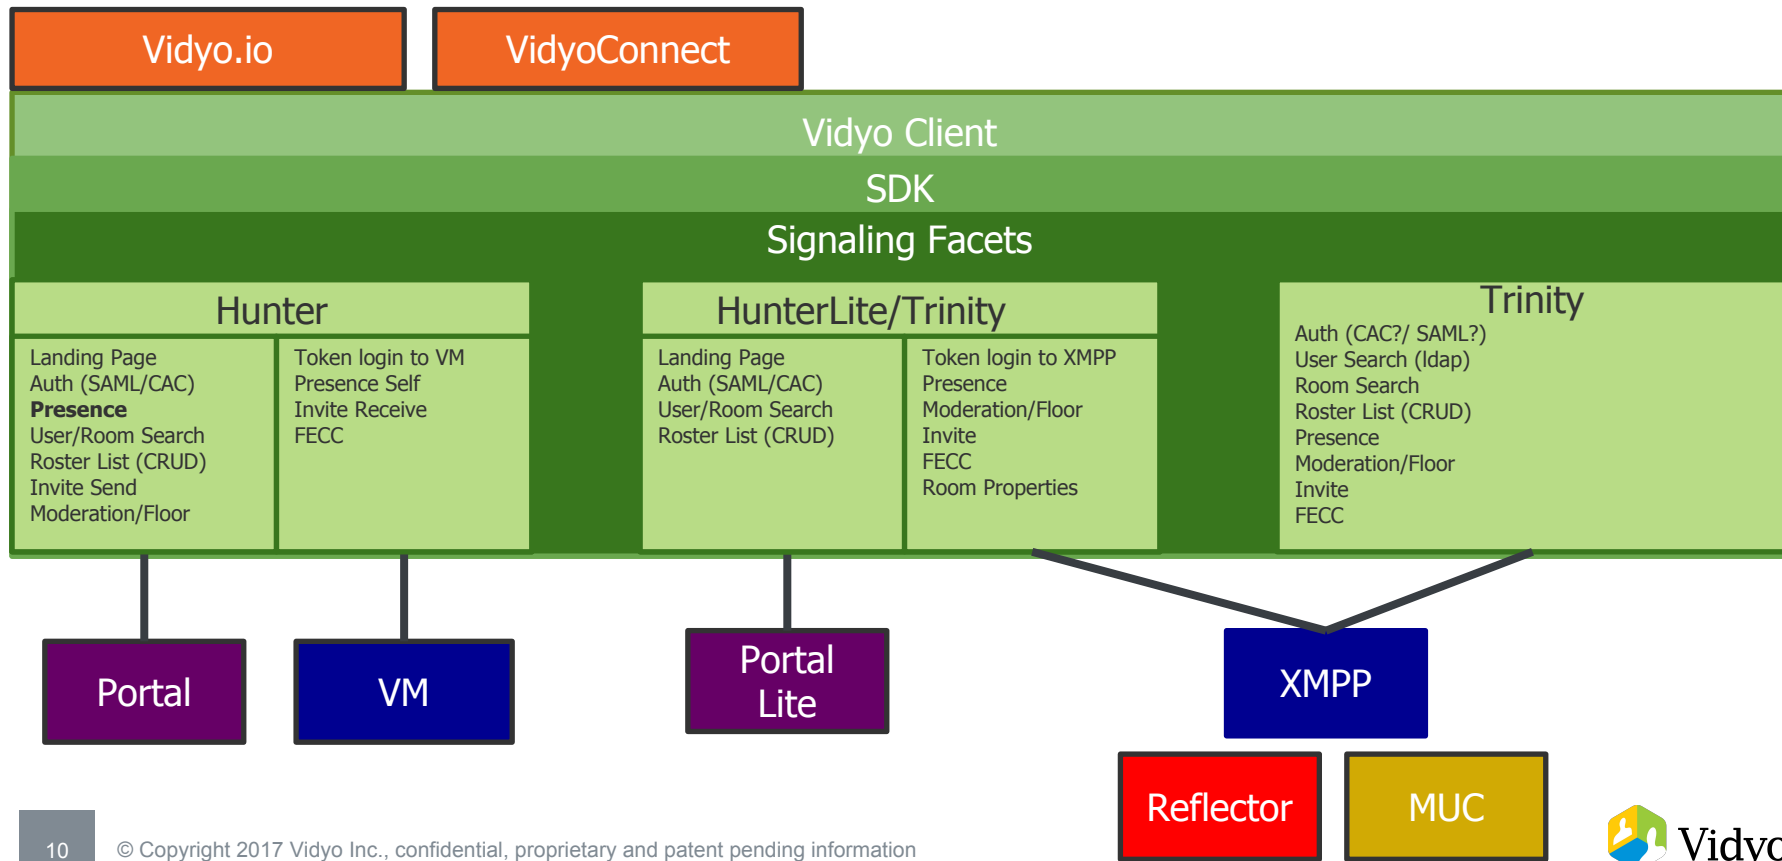 Vidyo.io
VidyoConnect
Vidyo Client
SDK
Signaling Facets
Hunter
Landing Page
Auth (SAML/CAC)
Presence
User/Room Search
Roster List (CRUD)
Invite Send
Moderation/Floor
Token login to VM
Presence Self
Invite Receive
FECC
HunterLite/Trinity
Landing Page
Auth (SAML/CAC)
User/Room Search
Roster List (CRUD)
Token login to XMPP
Presence
Moderation/Floor
Invite
FECC
Room Properties
Trinity
Auth (CAC?/ SAML?)
User Search (ldap)
Room Search
Roster List (CRUD)
Presence
Moderation/Floor
Invite
FECC
Portal
VM
Portal
Lite
XMPP
Reflector
MUC
10
© Copyright 2017 Vidyo Inc., confidential, proprietary and patent pending information
Vidyo